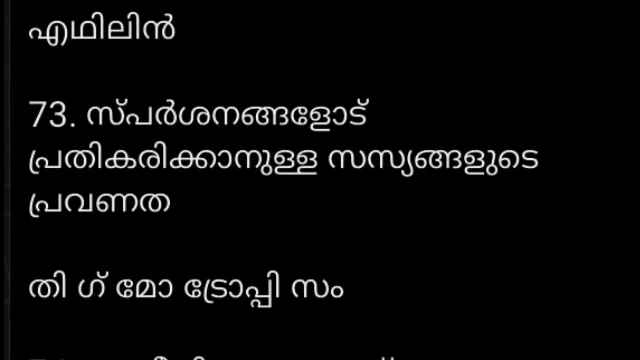 എഥിലിൻ
73. സ്പർശനങ്ങളോട്
പ്രതികരിക്കാനുള്ള സസ്യങ്ങളുടെ
പ്രവണത
തി ഗ് മോ ട്രോപ്പി സം